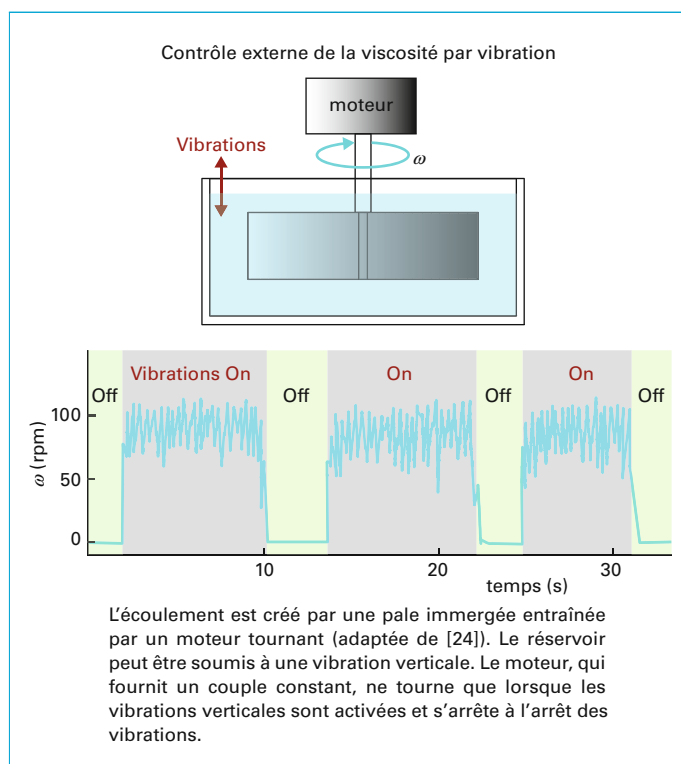 Contrôle externe de la viscosité par vibration
moteur
Vibrations
ω
Vibrations On
On
On
Off
Off
Off
Off
100
50
0
ω (rpm)
10
20
30
temps (s)
L'écoulement est créé par une pale immergée entraînée
par un moteur tournant (adaptée de [24]). Le réservoir
peut être soumis à une vibration verticale. Le moteur, qui
fournit un couple constant, ne tourne que lorsque les
vibrations verticales sont activées et s'arrête à l'arrêt des
vibrations.